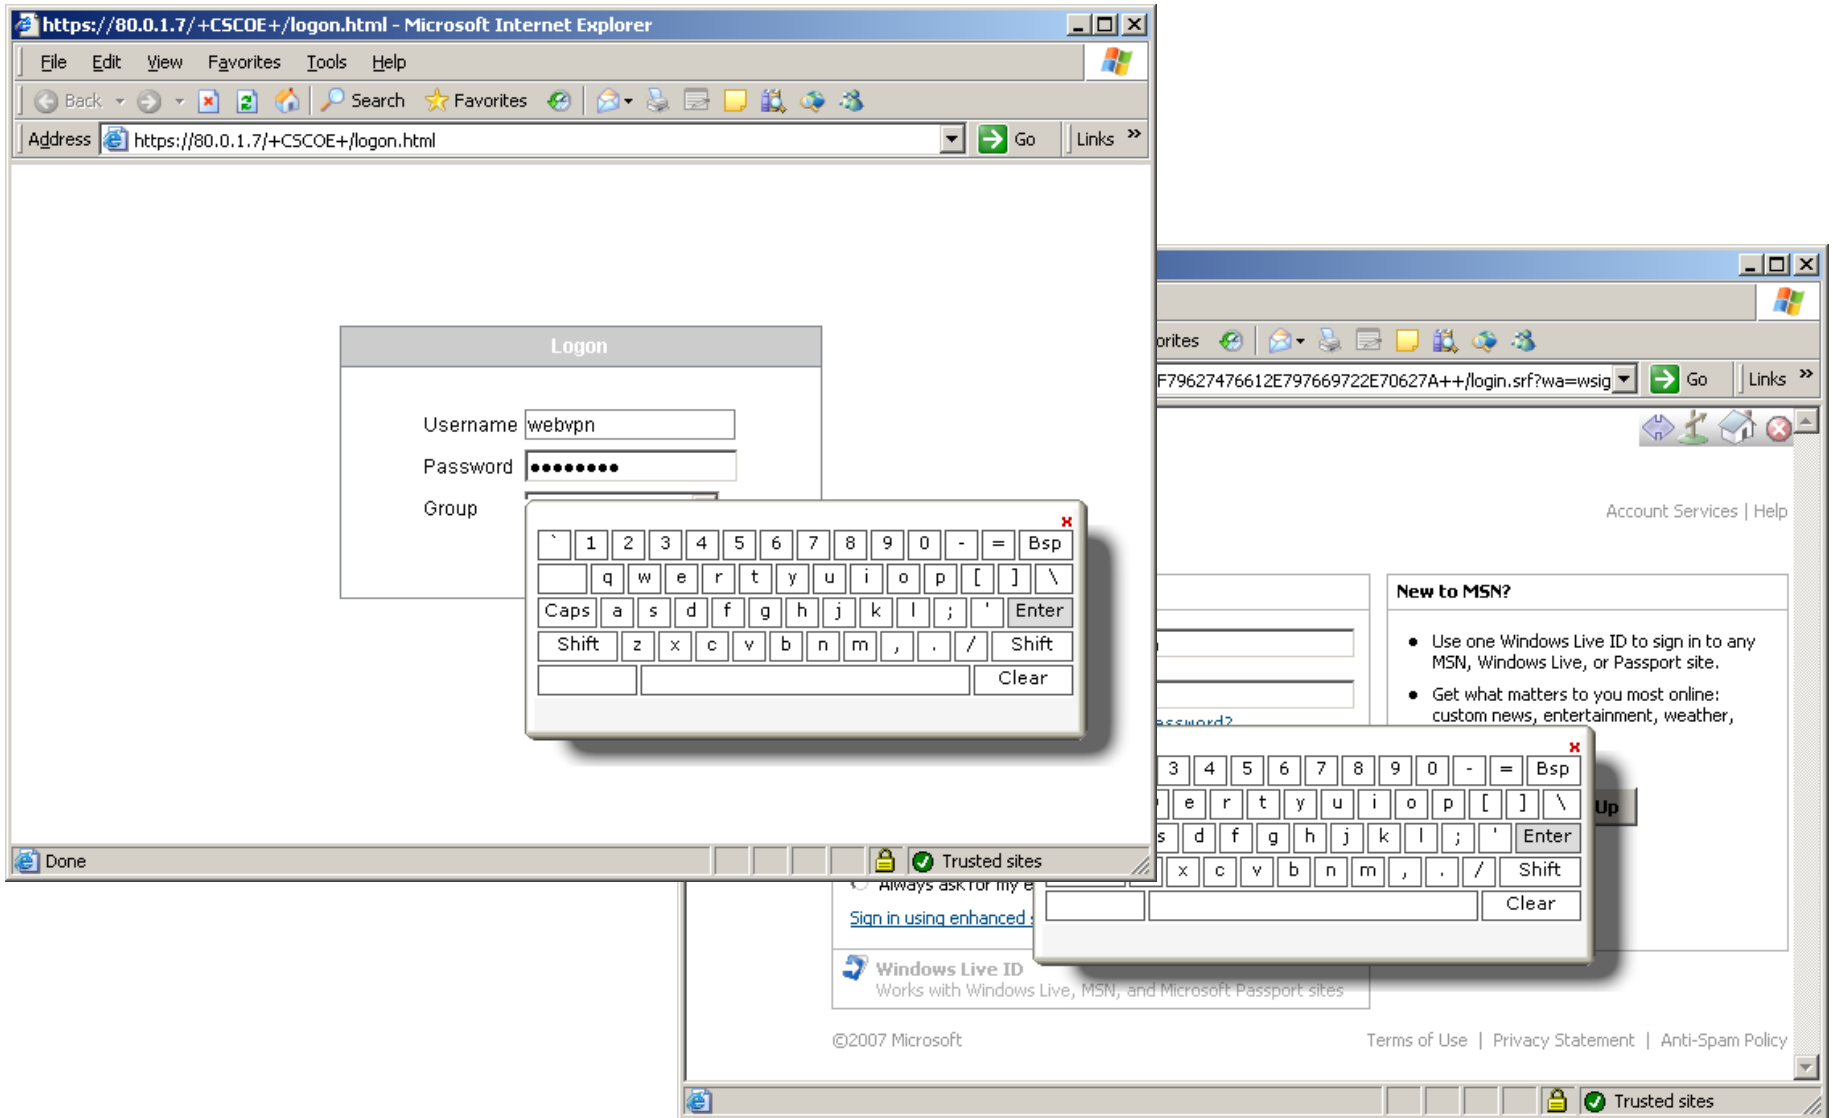 https://80.0.1.7/+CSCOE+/logon.html - Microsoft Internet Explorer
File Edit View Favorites Tools Help
Back Search Favorites
Address https://80.0.1.7/+CSCOE+/logon.html Go Links »
Logon
Username webvpn
Password ●●●●●●●●
Group
x
` 1 2 3 4 5 6 7 8 9 0 - = Bsp
q w e r t y u i o p [ ] \
Caps a s d f g h j k l ; ' Enter
Shift z x c v b n m , . / Shift
Clear
Done Trusted sites
orites
F79627476612E797669722E70627A++/login.srf?wa=wsig Go Links »
Account Services | Help
New to MSN?
● Use one Windows Live ID to sign in to any
MSN, Windows Live, or Passport site.
● Get what matters to you most online:
custom news, entertainment, weather,
assword?
x
3 4 5 6 7 8 9 0 - = Bsp
e r t y u i o p [ ] \
s d f g h j k l ; ' Enter
x c v b n m , . / Shift
Clear
Up
Always ask for my e
Sign in using enhanced
Windows Live ID
Works with Windows Live, MSN, and Microsoft Passport sites
©2007 Microsoft
Terms of Use | Privacy Statement | Anti-Spam Policy
Trusted sites